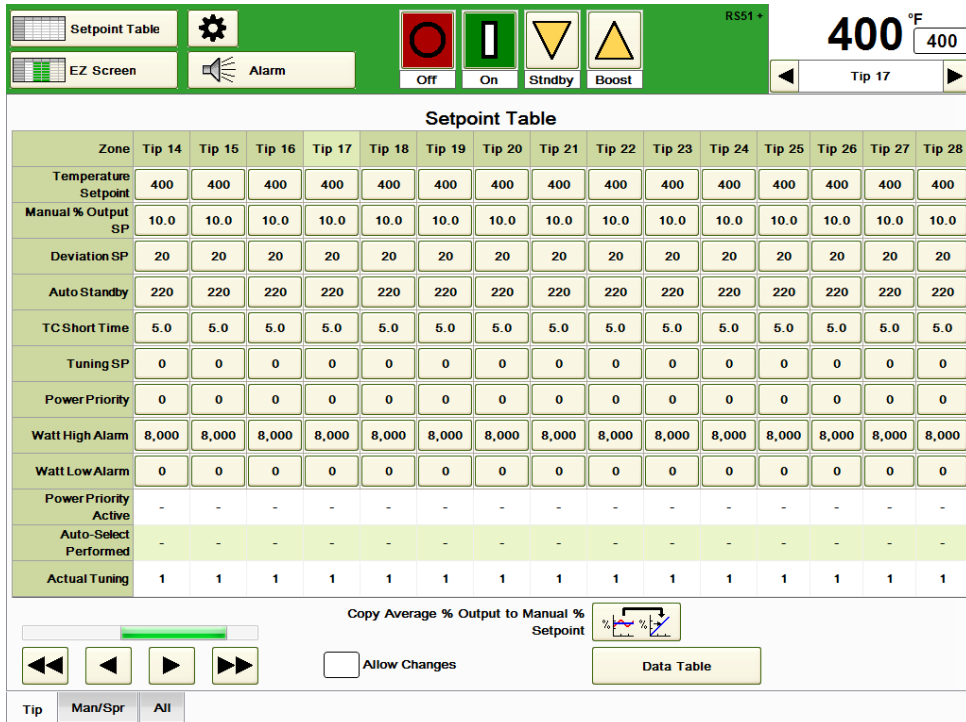 Setpoint Table
EZ Screen
Alarm
Off On Stndby Boost
RS51 +
400 °F 400
Tip 17
Setpoint Table
Zone Tip 14 Tip 15 Tip 16 Tip 17 Tip 18 Tip 19 Tip 20 Tip 21 Tip 22 Tip 23 Tip 24 Tip 25 Tip 26 Tip 27 Tip 28
Temperature
Setpoint 400 400 400 400 400 400 400 400 400 400 400 400 400 400 400
Manual % Output
SP 10.0 10.0 10.0 10.0 10.0 10.0 10.0 10.0 10.0 10.0 10.0 10.0 10.0 10.0 10.0
Deviation SP 20 20 20 20 20 20 20 20 20 20 20 20 20 20 20
Auto Standby 220 220 220 220 220 220 220 220 220 220 220 220 220 220 220
TC Short Time 5.0 5.0 5.0 5.0 5.0 5.0 5.0 5.0 5.0 5.0 5.0 5.0 5.0 5.0 5.0
Tuning SP 0 0 0 0 0 0 0 0 0 0 0 0 0 0 0
Power Priority 0 0 0 0 0 0 0 0 0 0 0 0 0 0 0
Watt High Alarm 8,000 8,000 8,000 8,000 8,000 8,000 8,000 8,000 8,000 8,000 8,000 8,000 8,000 8,000 8,000
Watt Low Alarm 0 0 0 0 0 0 0 0 0 0 0 0 0 0 0
Power Priority
Active - - - - - - - - - - - - - - -
Auto-Select
Performed - - - - - - - - - - - - - - -
Actual Tuning 1 1 1 1 1 1 1 1 1 1 1 1 1 1 1
Copy Average % Output to Manual %
Setpoint
% %
Allow Changes
Data Table
Tip Man/Spr All